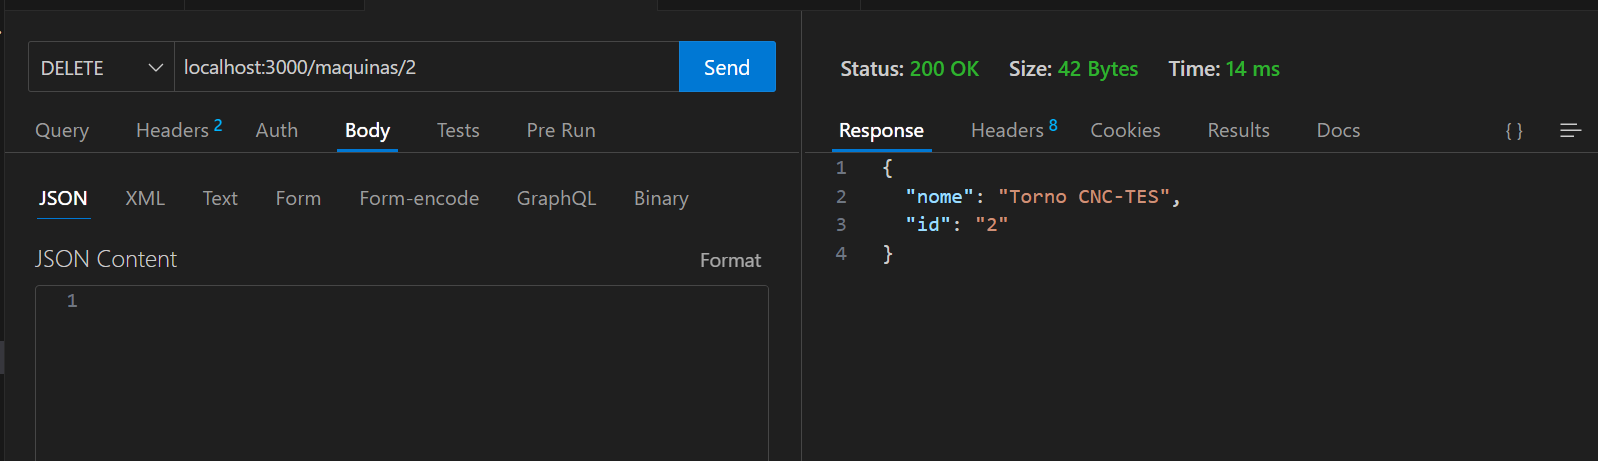 DELETE
localhost:3000/maquinas/2
Send
Query
Headers 2
Auth
Body
Tests
Pre Run
JSON
XML
Text
Form
Form-encode
GraphQL
Binary
JSON Content
Format
1
Status: 200 OK
Size: 42 Bytes
Time: 14 ms
Response
Headers 8
Cookies
Results
Docs
{ }
1 {
2 "nome": "Torno CNC-TES",
3 "id": "2"
4 }